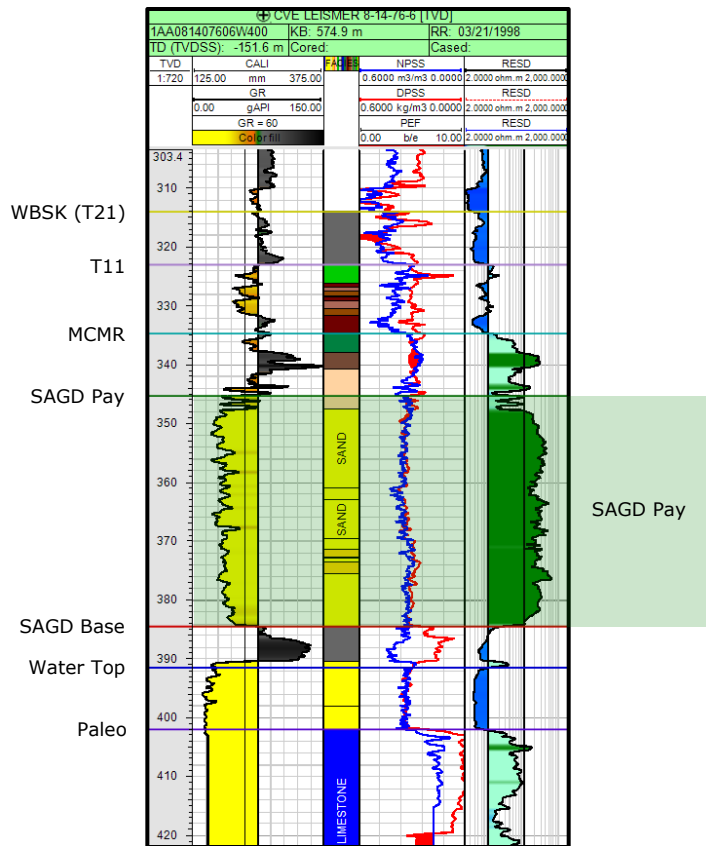 CVE LEISMER 8-14-76-6 [TVD]
1AA081407606W400 KB: 574.9 m RR: 03/21/1998
TD (TVDSS): -151.6 m Cored: Cased:
TVD CALI FACIES NPSS RESD
1:720 125.00 mm 375.00 0.6000 m3/m3 0.0000 2.0000 ohm.m 2,000.0000
GR DPSS RESD
0.00 gAPI 150.00 0.6000 kg/m3 0.0000 2.0000 ohm.m 2,000.0000
GR = 60 PEF RESD
Color fill 0.00 b/e 10.00 2.0000 ohm.m 2,000.0000
303.4
310
WBSK (T21)
320
T11
330
MCMR
340
SAGD Pay
350
SAND
360
SAND
370
SAGD Pay
380
SAGD Base
390
Water Top
400
Paleo
410
LIMESTONE
420